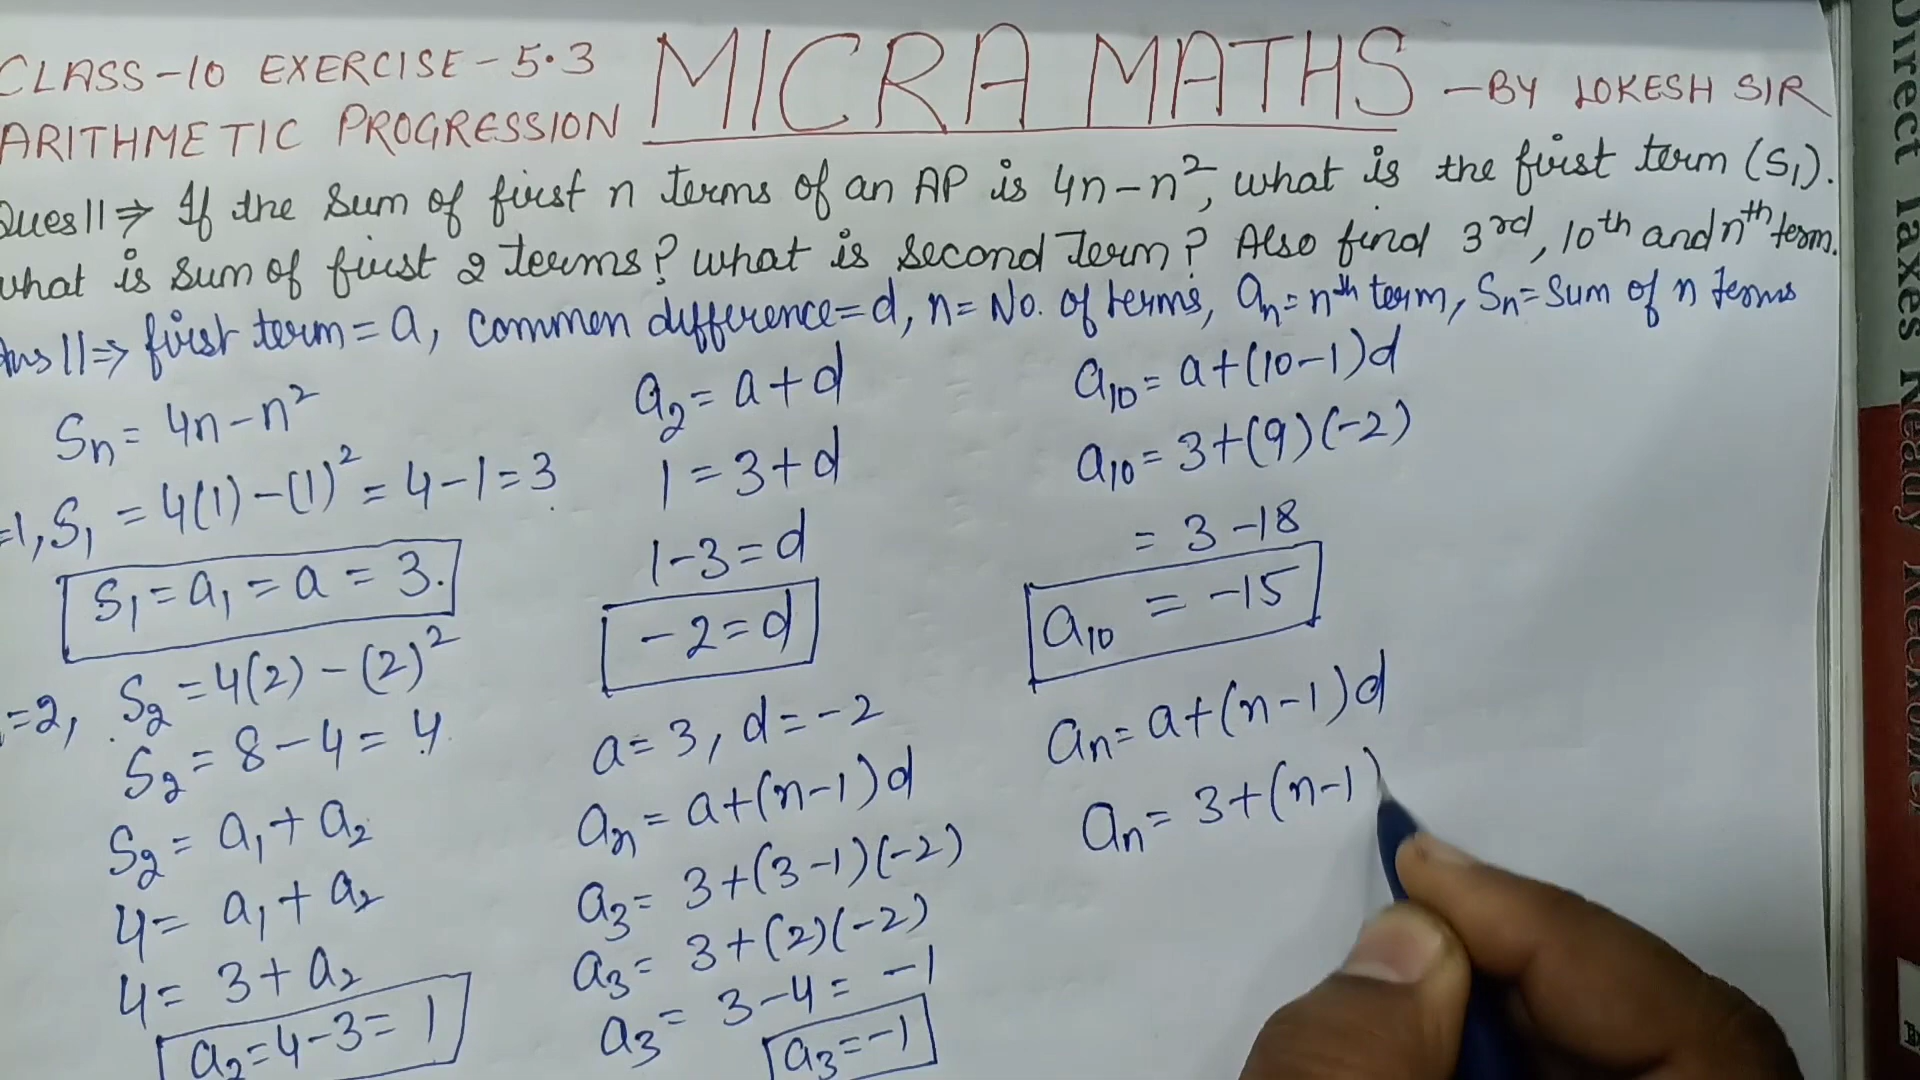 CLASS-10 EXERCISE-5.3
ARITHMETIC PROGRESSION
MICRA MATHS
-BY LOKESH SIR
Ques11⇒ If the sum of first n terms of an AP is 4n-n², what is the first term (S₁).
what is sum of first 2 terms? what is second term? Also find 3rd, 10th and nth term.
Ans11⇒ first term=a, common difference=d, n=No. of terms, aₙ=nth term, Sₙ=Sum of n terms
Sₙ=4n-n²
=1, S₁=4(1)-(1)²=4-1=3.
S₁=a₁=a=3.
=2, S₂=4(2)-(2)²
S₂=8-4=4.
S₂=a₁+a₂
4=a₁+a₂
4=3+a₂
a₂=4-3=1
a₂=a+d
1=3+d
1-3=d
-2=d
a=3, d=-2
aₙ=a+(n-1)d
a₃=3+(3-1)(-2)
a₃=3+(2)(-2)
a₃=3-4=-1
a₃=-1
a₁₀=a+(10-1)d
a₁₀=3+(9)(-2)
=3-18
a₁₀=-15
aₙ=a+(n-1)d
aₙ=3+(n-1)
Direct Taxes Ready Reckoner